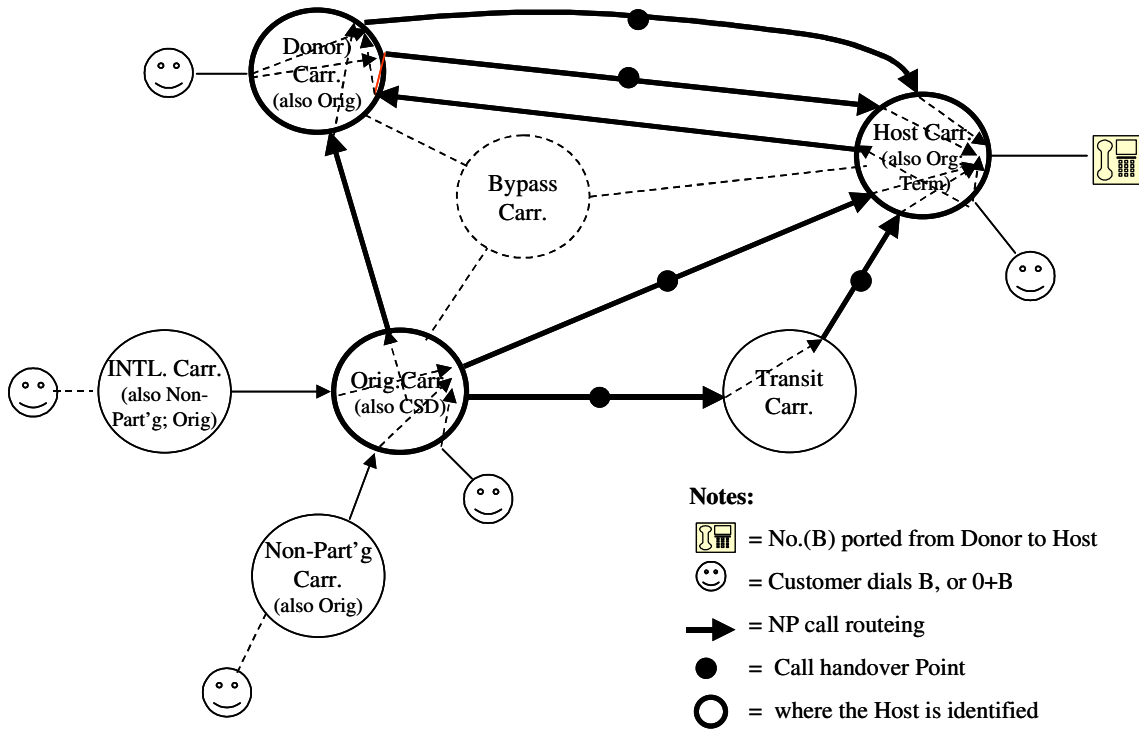 Donor)
Carr.
(also Orig)
Host Carr.
(also Org
Term)
Bypass
Carr.
INTL. Carr.
(also Non-
Part'g; Orig)
Orig.Carr.
(also CSD)
Transit
Carr.
Non-Part'g
Carr.
(also Orig)
Notes:
= No.(B) ported from Donor to Host
= Customer dials B, or 0+B
= NP call routeing
= Call handover Point
= where the Host is identified